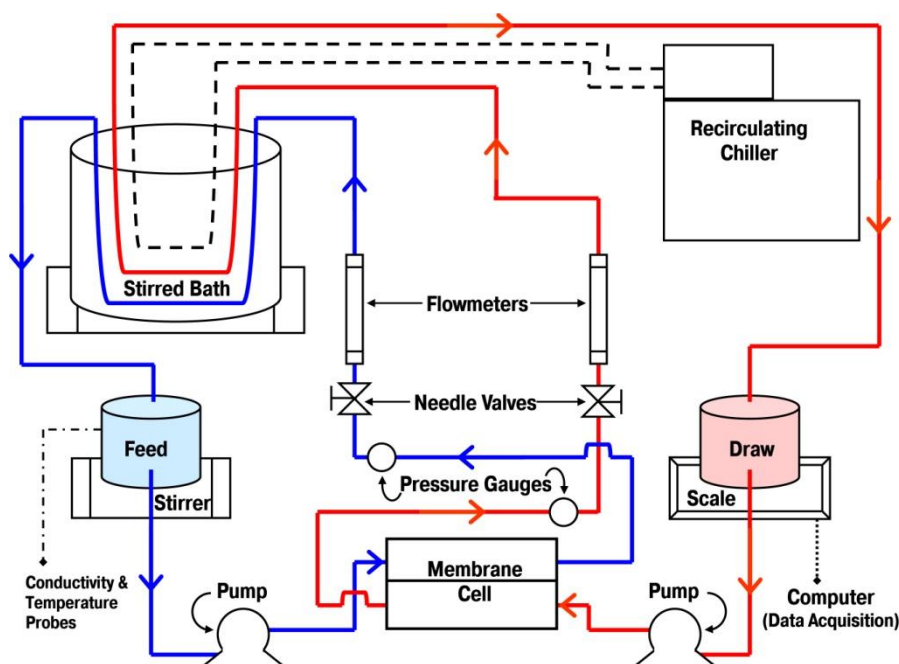 Recirculating
Chiller
Stirred Bath
Flowmeters
Needle Valves
Feed
Draw
Pressure Gauges
Stirrer
Scale
Membrane
Cell
Conductivity &
Temperature
Probes
Pump
Pump
Computer
(Data Acquisition)